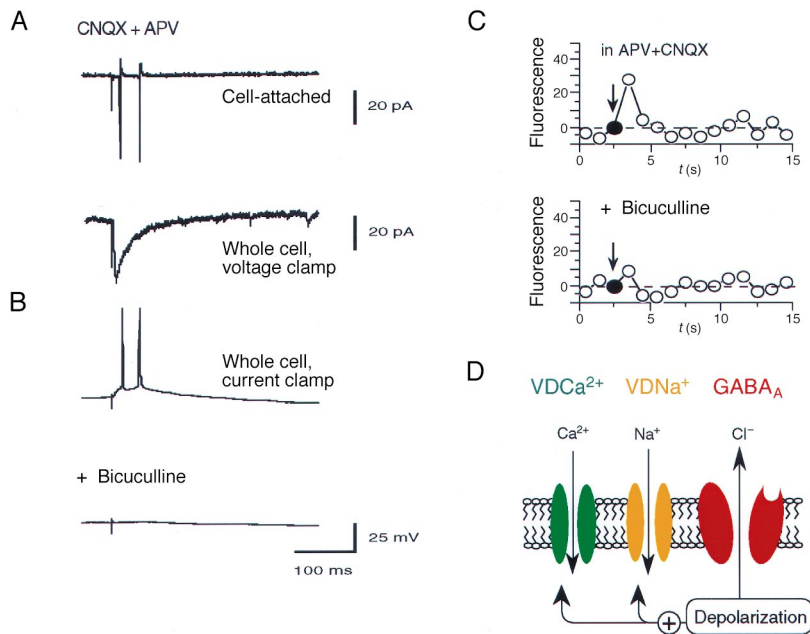 A
CNQX + APV
Cell-attached
20 pA
Whole cell,
voltage clamp
20 pA
B
Whole cell,
current clamp
+ Bicuculline
25 mV
100 ms
C
in APV+CNQX
Fluorescence
40
20
0
0
5
10
15
t (s)
+ Bicuculline
Fluorescence
40
20
0
0
5
10
15
t (s)
D
VDCa²⁺ VDNa⁺ GABA_A
Ca²⁺ Na⁺ Cl⁻
+ Depolarization